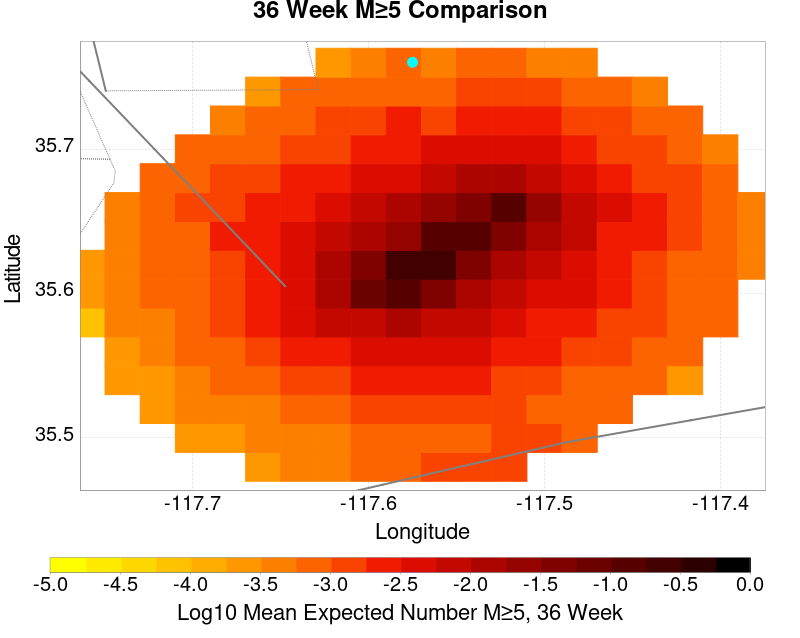 36 Week M≥5 Comparison
35.7
35.6
35.5
Latitude
-117.7 -117.6 -117.5 -117.4
Longitude
-5.0 -4.5 -4.0 -3.5 -3.0 -2.5 -2.0 -1.5 -1.0 -0.5 0.0
Log10 Mean Expected Number M≥5, 36 Week